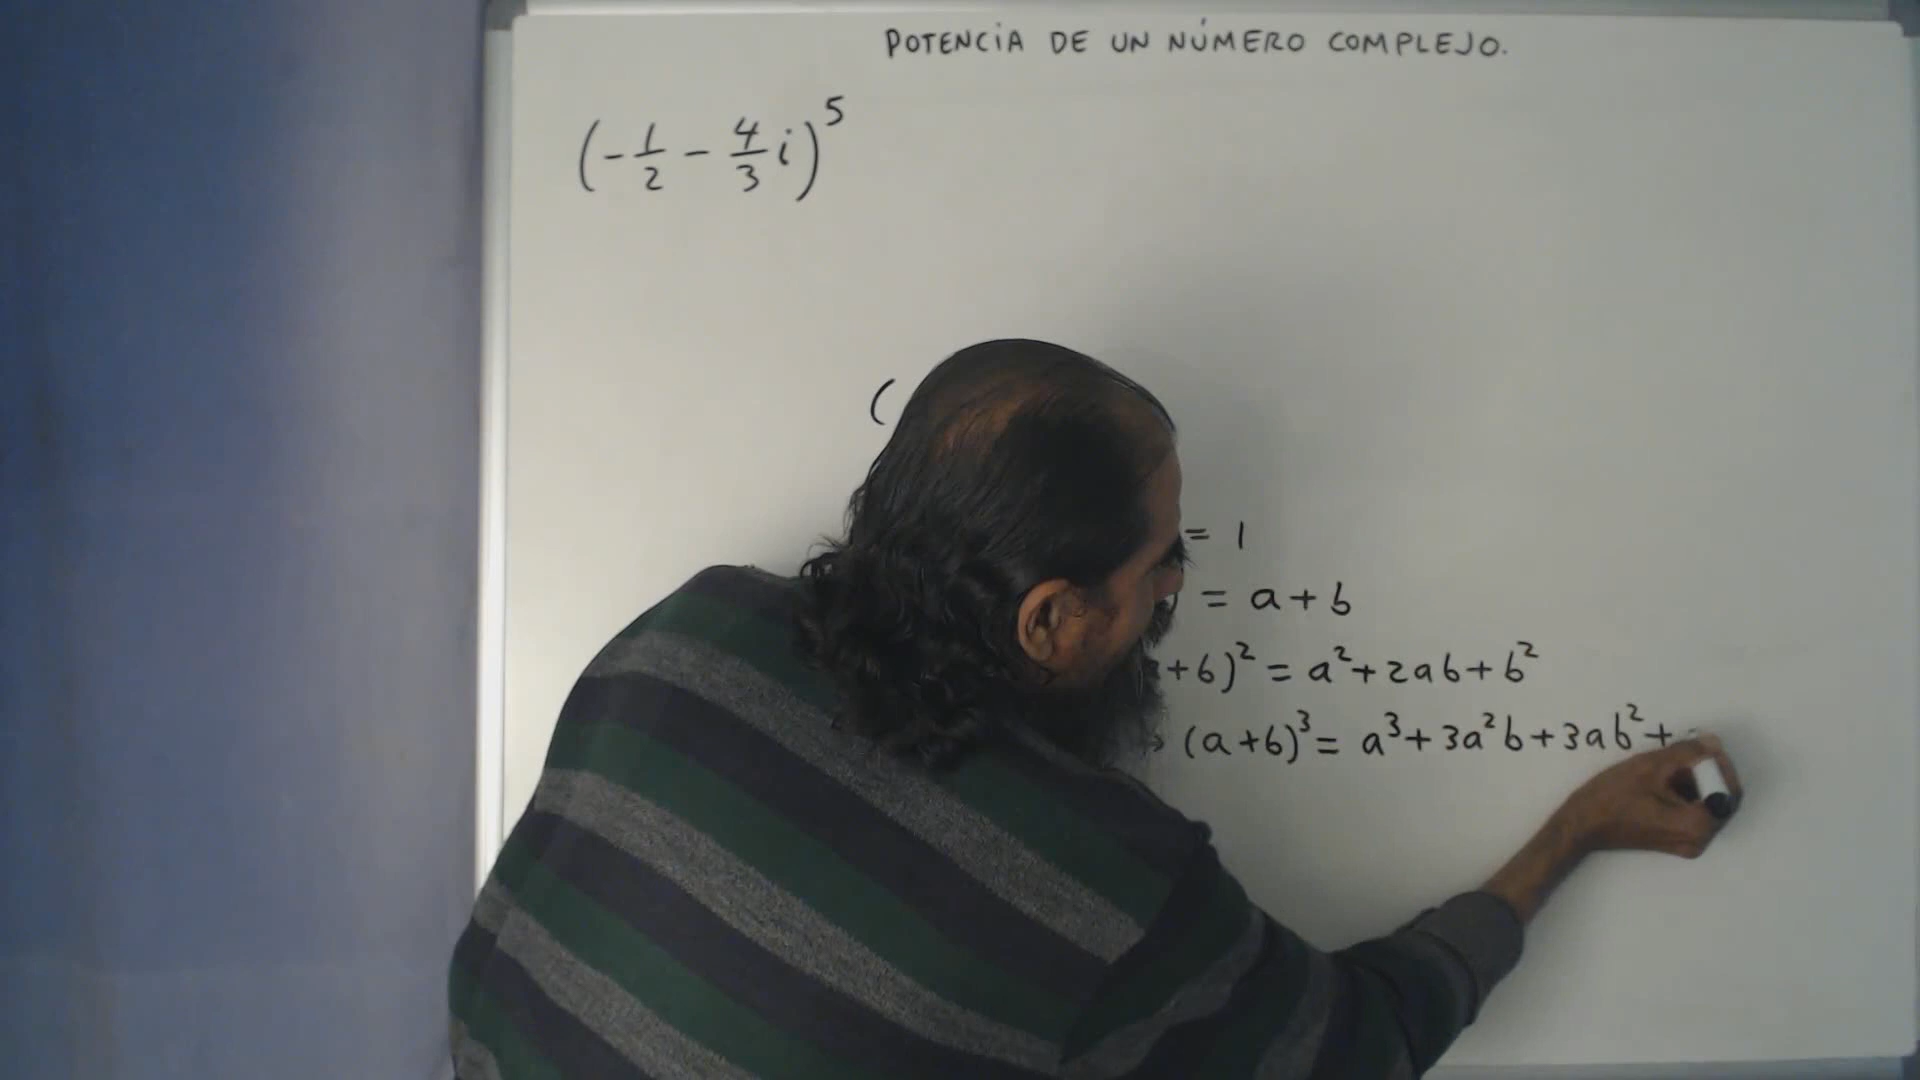 POTENCIA DE UN NÚMERO COMPLEJO.
(-1/2 - 4/3 i)⁵
(
= 1
) = a+b
+b)² = a²+2ab+b²
(a+b)³ = a³+3a²b+3ab²+